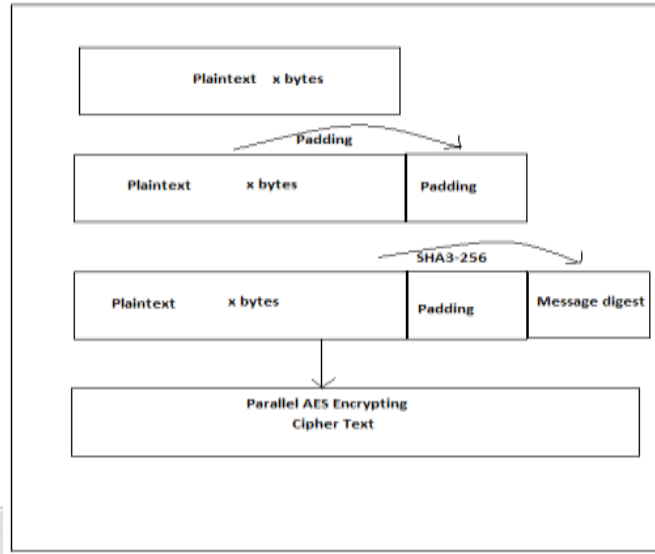 Plaintext x bytes
Padding
Plaintext x bytes Padding
SHA3-256
Plaintext x bytes Padding Message digest
Parallel AES Encrypting
Cipher Text